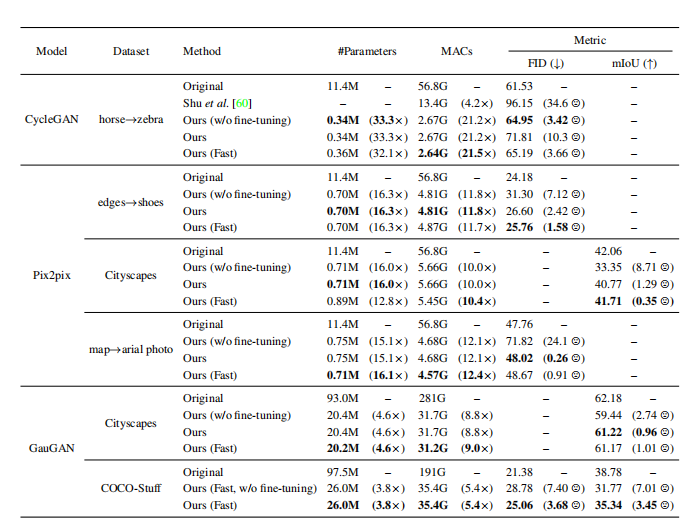 Model Dataset Method #Parameters MACs Metric
FID (↓) mIoU (↑)
CycleGAN horse→zebra
Original 11.4M – 56.8G – 61.53 –
Shu et al. [60] – – 13.4G (4.2×) 96.15 (34.6 ☹) –
Ours (w/o fine-tuning) 0.34M (33.3×) 2.67G (21.2×) 64.95 (3.42 ☹) –
Ours 0.34M (33.3×) 2.67G (21.2×) 71.81 (10.3 ☹) –
Ours (Fast) 0.36M (32.1×) 2.64G (21.5×) 65.19 (3.66 ☹) –
Pix2pix
edges→shoes
Original 11.4M – 56.8G – 24.18 –
Ours (w/o fine-tuning) 0.70M (16.3×) 4.81G (11.8×) 31.30 (7.12 ☹) –
Ours 0.70M (16.3×) 4.81G (11.8×) 26.60 (2.42 ☹) –
Ours (Fast) 0.70M (16.3×) 4.87G (11.7×) 25.76 (1.58 ☹) –
Cityscapes
Original 11.4M – 56.8G – – 42.06 –
Ours (w/o fine-tuning) 0.71M (16.0×) 5.66G (10.0×) – 33.35 (8.71 ☹)
Ours 0.71M (16.0×) 5.66G (10.0×) – 40.77 (1.29 ☹)
Ours (Fast) 0.89M (12.8×) 5.45G (10.4×) – 41.71 (0.35 ☹)
map→arial photo
Original 11.4M – 56.8G – 47.76 –
Ours (w/o fine-tuning) 0.75M (15.1×) 4.68G (12.1×) 71.82 (24.1 ☹) –
Ours 0.75M (15.1×) 4.68G (12.1×) 48.02 (0.26 ☹) –
Ours (Fast) 0.71M (16.1×) 4.57G (12.4×) 48.67 (0.91 ☹) –
GauGAN
Cityscapes
Original 93.0M – 281G – – 62.18 –
Ours (w/o fine-tuning) 20.4M (4.6×) 31.7G (8.8×) – 59.44 (2.74 ☹)
Ours 20.4M (4.6×) 31.7G (8.8×) – 61.22 (0.96 ☹)
Ours (Fast) 20.2M (4.6×) 31.2G (9.0×) – 61.17 (1.01 ☹)
COCO-Stuff
Original 97.5M – 191G – 21.38 – 38.78 –
Ours (Fast, w/o fine-tuning) 26.0M (3.8×) 35.4G (5.4×) 28.78 (7.40 ☹) 31.77 (7.01 ☹)
Ours (Fast) 26.0M (3.8×) 35.4G (5.4×) 25.06 (3.68 ☹) 35.34 (3.45 ☹)